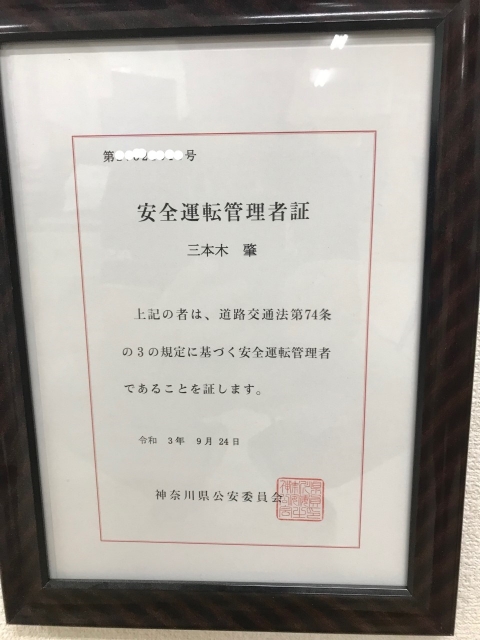 第 号
安全運転管理者証
三本木 肇
上記の者は、道路交通法第74条
の3の規定に基づく安全運転管理者
であることを証します。
令和 3年 9月 24日
神奈川県公安委員会